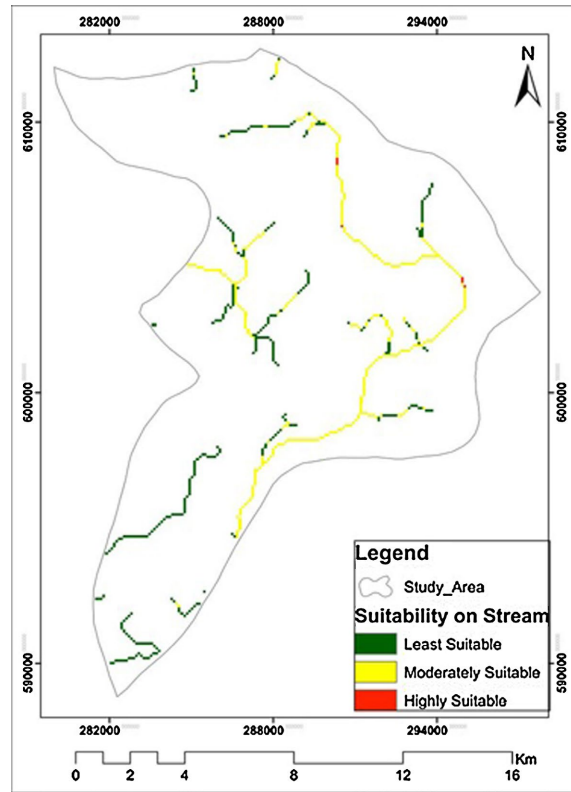 282000 288000 294000
N
610000 610000
600000 600000
590000 590000
Legend
Study_Area
Suitability on Stream
Least Suitable
Moderately Suitable
Highly Suitable
282000 288000 294000
Km
0 2 4 8 12 16